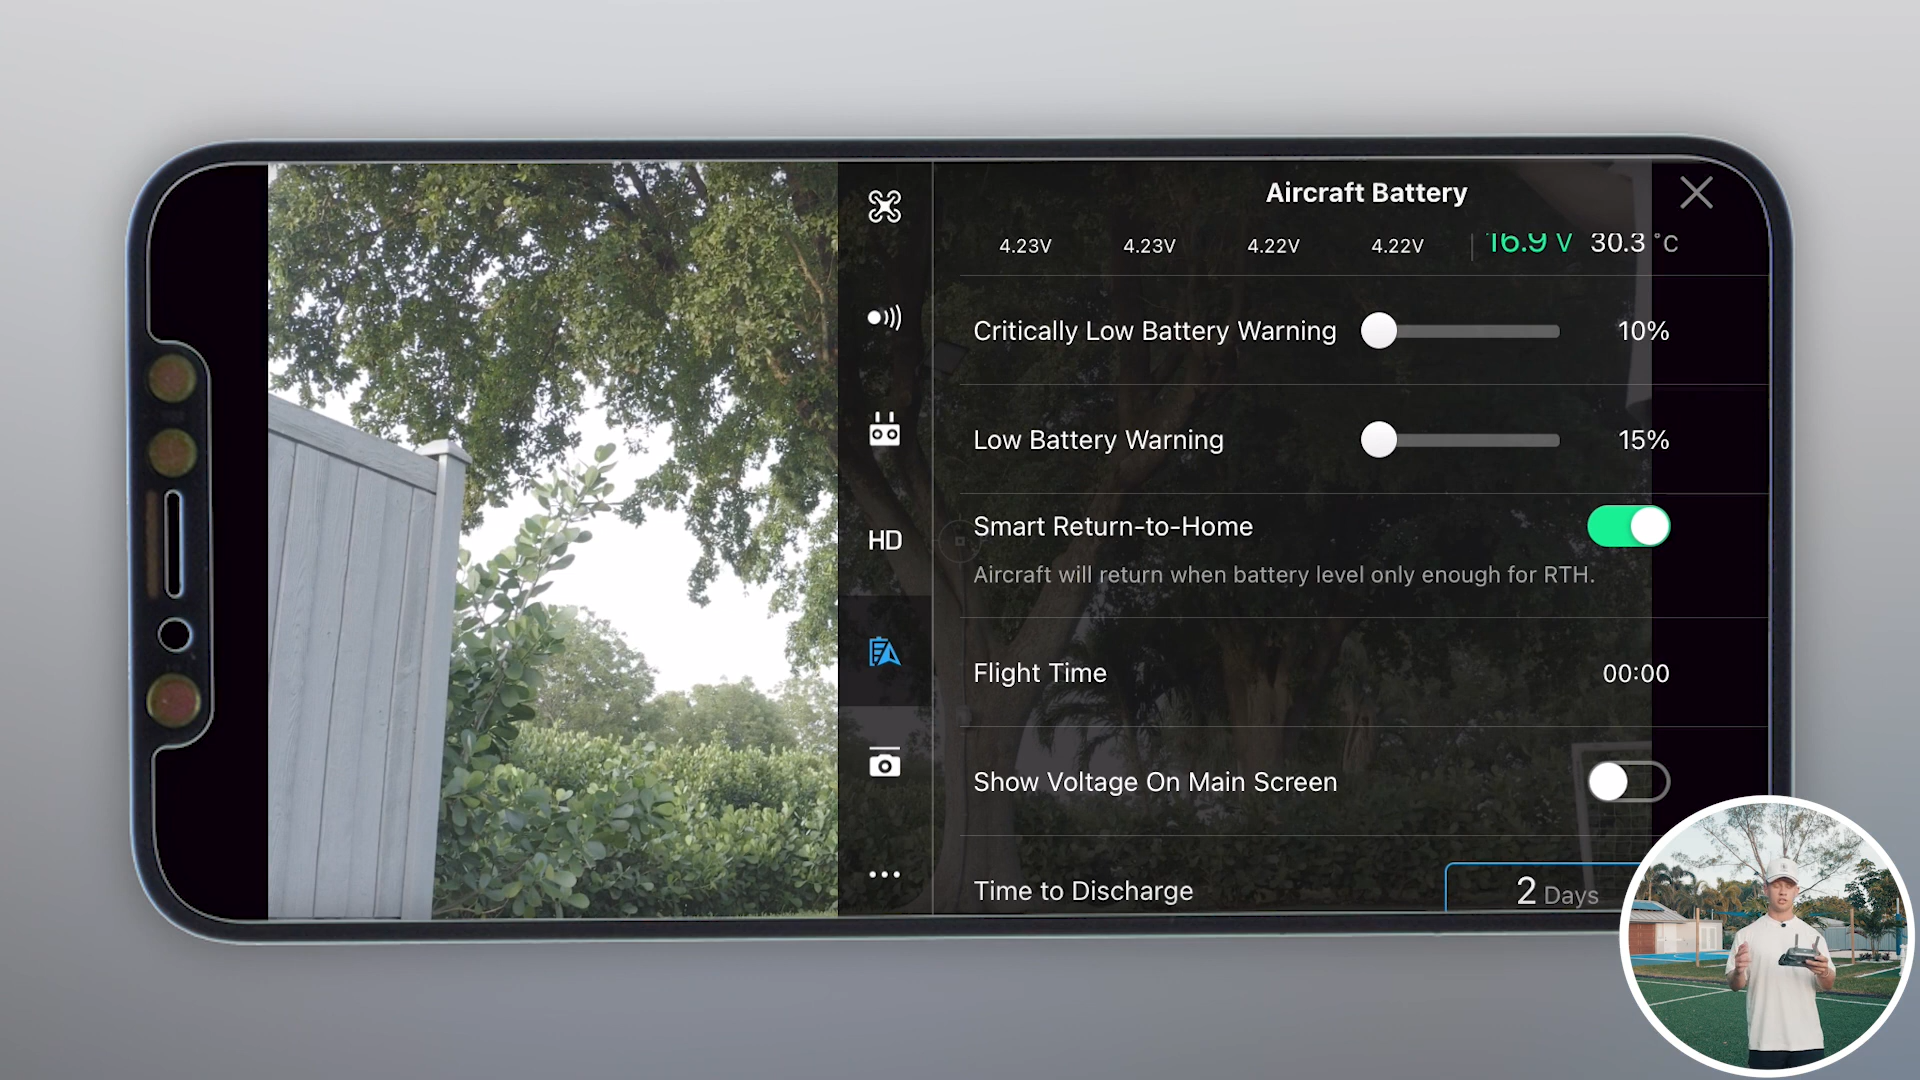 Aircraft Battery
4.23V 4.23V 4.22V 4.22V 16.9 V 30.3 °C
Critically Low Battery Warning 10%
Low Battery Warning 15%
HD
Smart Return-to-Home
Aircraft will return when battery level only enough for RTH.
Flight Time 00:00
Show Voltage On Main Screen
Time to Discharge 2 Days